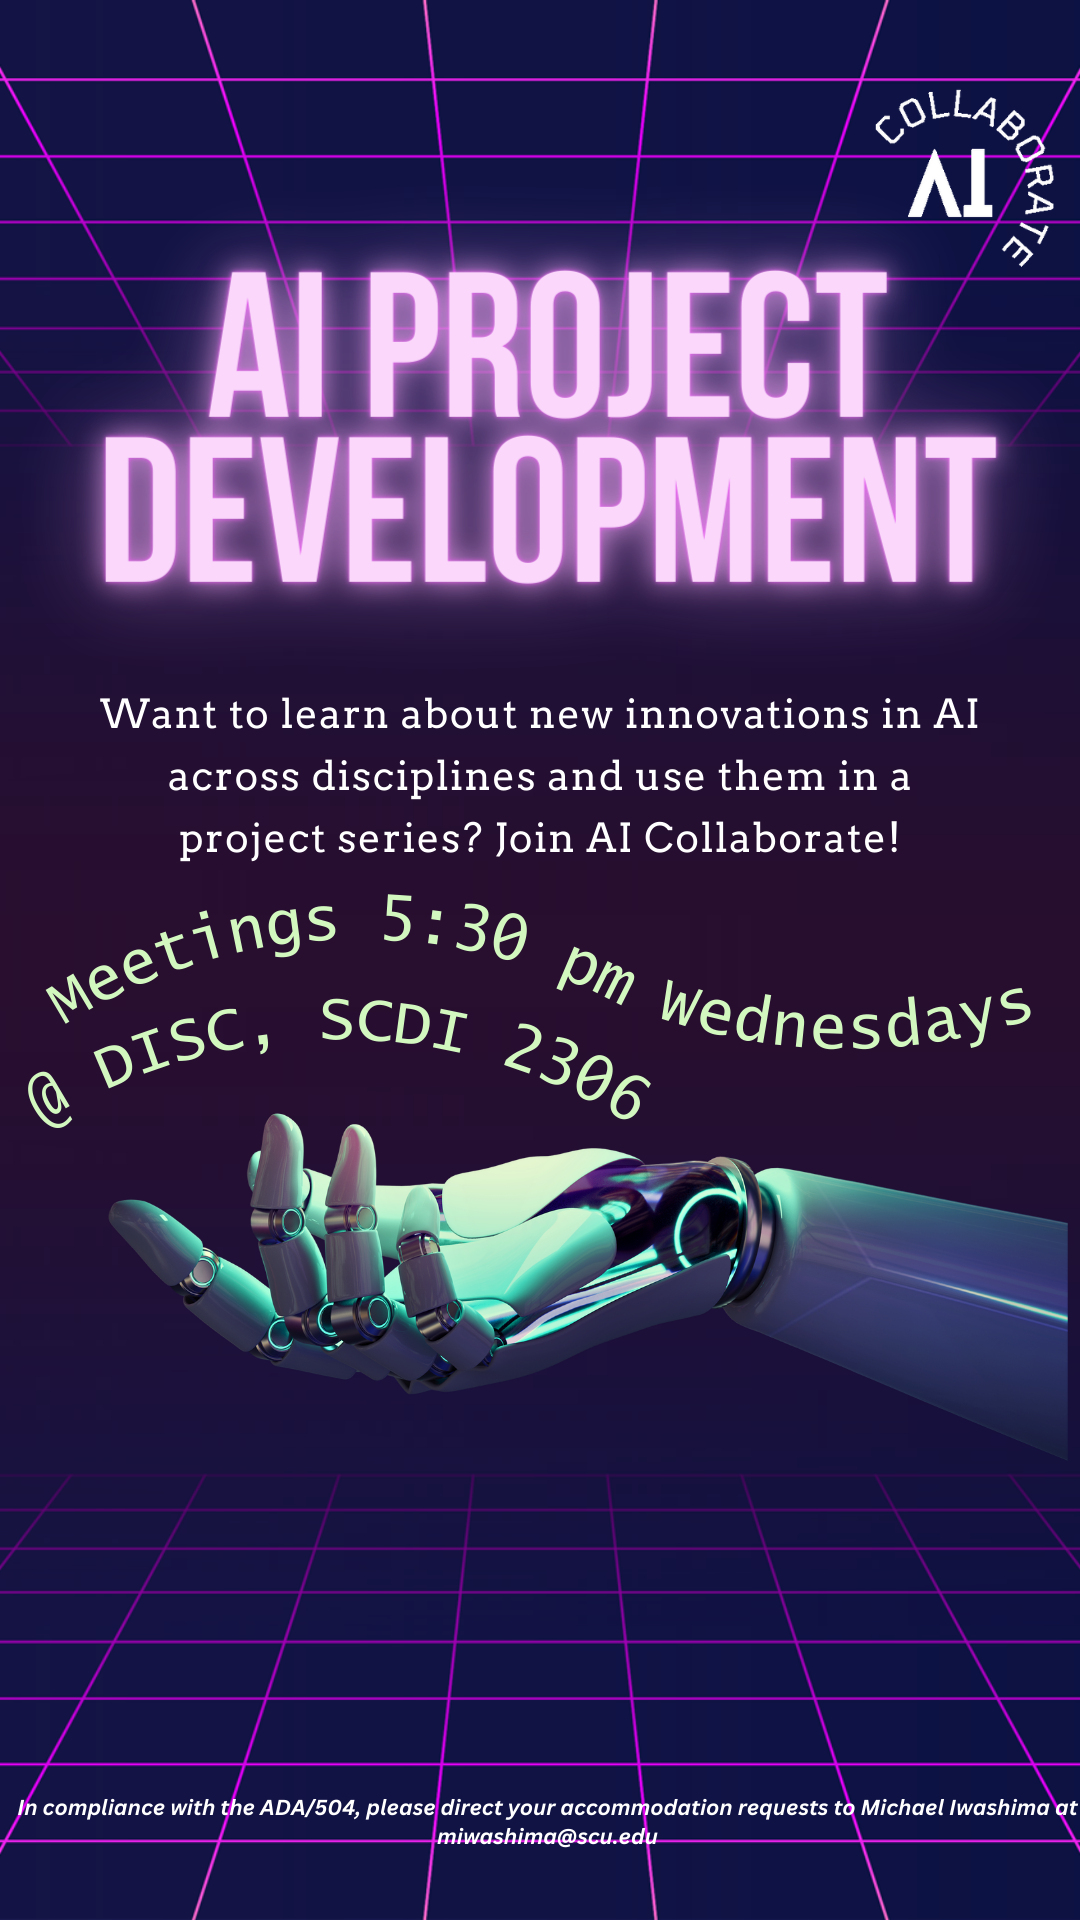 COLLABORATE
AI
AI PROJECT
DEVELOPMENT
Want to learn about new innovations in AI
across disciplines and use them in a
project series? Join AI Collaborate!
Meetings 5:30 pm Wednesdays
@ DISC, SCDI 2306
In compliance with the ADA/504, please direct your accommodation requests to Michael Iwashima at
miwashima@scu.edu